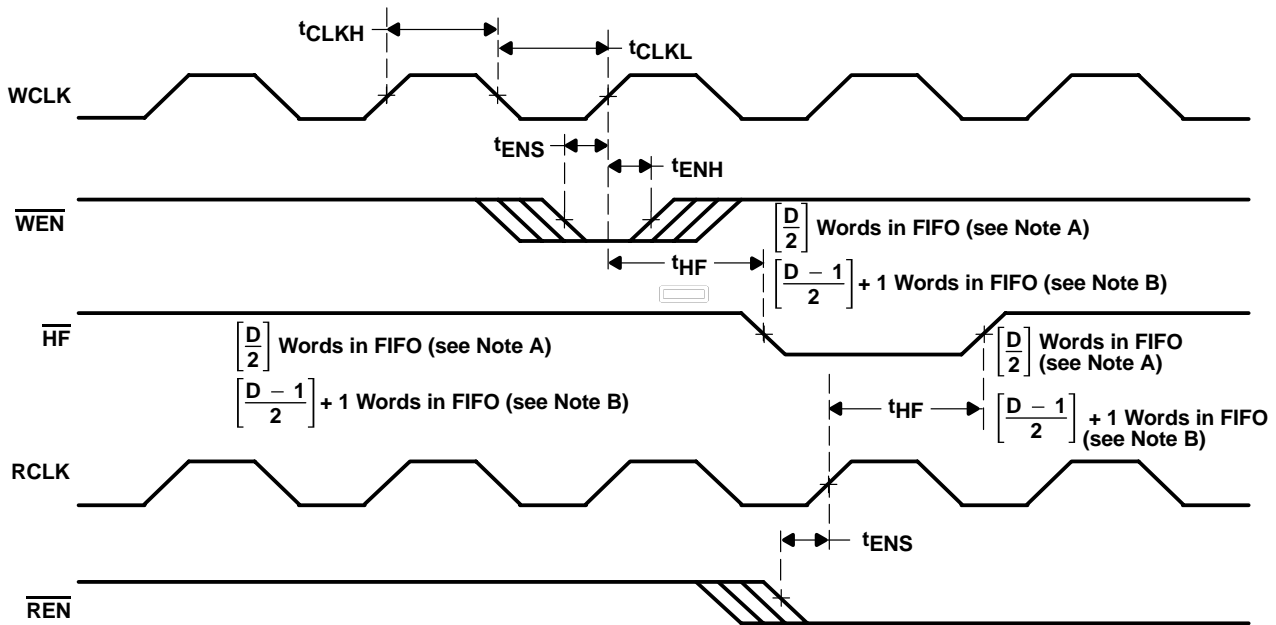 tCLKH
tCLKL
WCLK
tENS
tENH
WEN
[D/2] Words in FIFO (see Note A)
tHF
[D − 1/2] + 1 Words in FIFO (see Note B)
HF
[D/2] Words in FIFO (see Note A)
[D/2] Words in FIFO
(see Note A)
[D − 1/2] + 1 Words in FIFO (see Note B)
tHF
[D − 1/2] + 1 Words in FIFO
(see Note B)
RCLK
tENS
REN